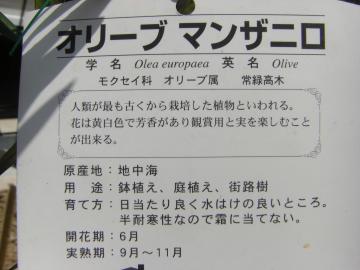 オリーブ マンザニロ
学名 Olea europaea 英名 Olive
モクセイ科 オリーブ属 常緑高木
人類が最も古くから栽培した植物といわれる。
花は黄白色で芳香があり観賞用と実を楽しむこと
が出来る。
原産地：地中海
用途：鉢植え、庭植え、街路樹
育て方：日当たり良く水はけの良いところ。
半耐寒性なので霜に当てない。
開花期：6月
実熟期：9月〜11月